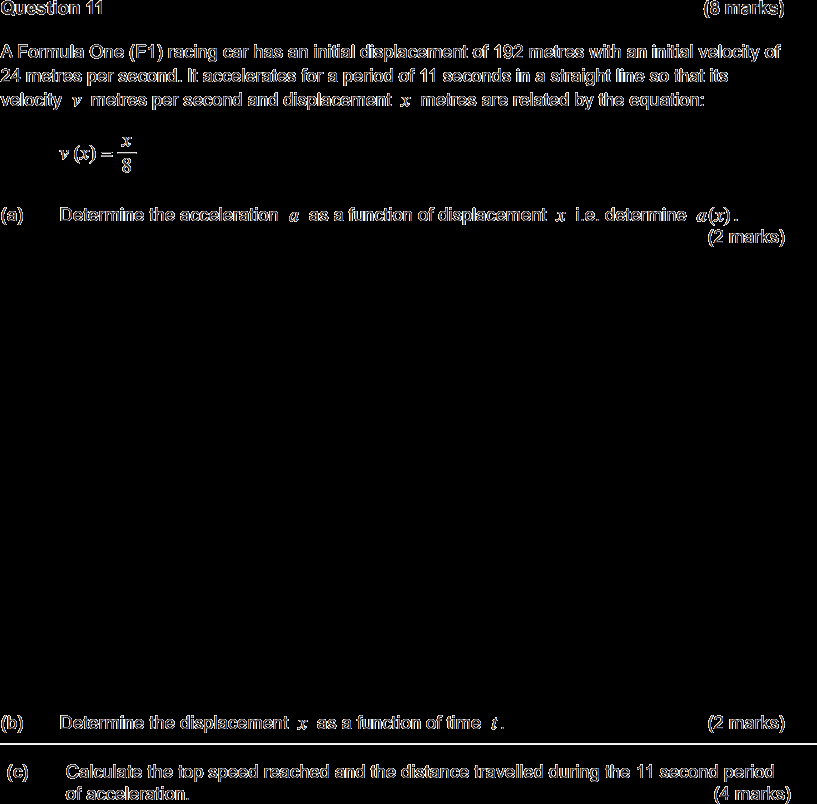 Question 11 (8 marks)
A Formula One (F1) racing car has an initial displacement of 192 metres with an initial velocity of
24 metres per second. It accelerates for a period of 11 seconds in a straight line so that its
velocity v metres per second and displacement x metres are related by the equation:
v (x) = x/8
(a) Determine the acceleration a as a function of displacement x i.e. determine a(x).
(2 marks)
(b) Determine the displacement x as a function of time t. (2 marks)
(c) Calculate the top speed reached and the distance travelled during the 11 second period
of acceleration. (4 marks)